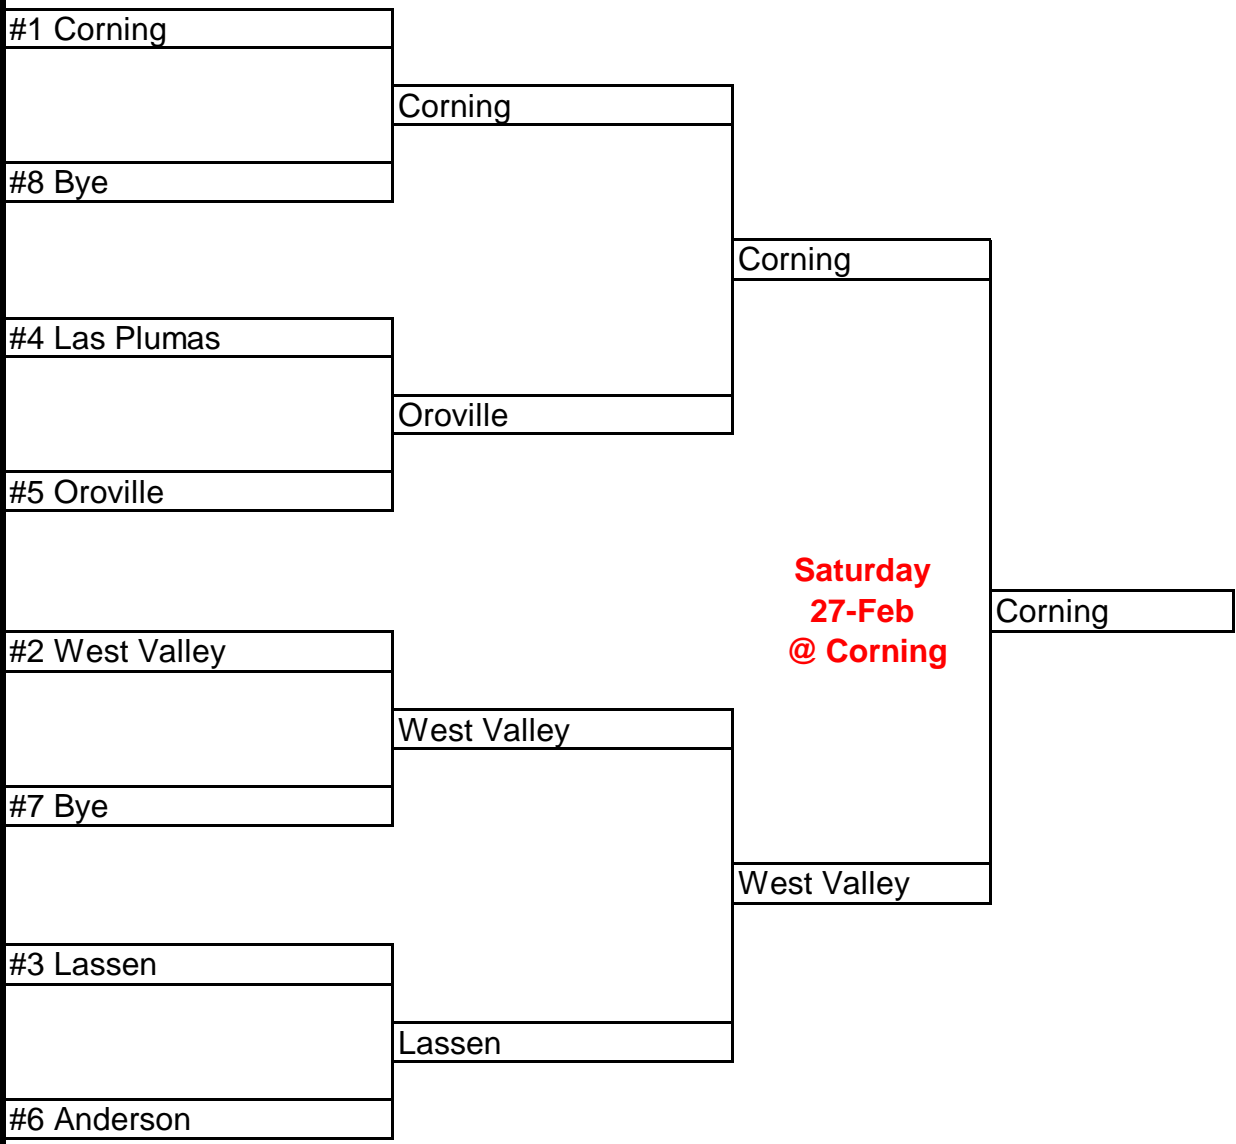 #1 Corning
Corning
#8 Bye
Corning
#4 Las Plumas
Oroville
#5 Oroville
Saturday
27-Feb
@ Corning
Corning
#2 West Valley
West Valley
#7 Bye
West Valley
#3 Lassen
Lassen
#6 Anderson